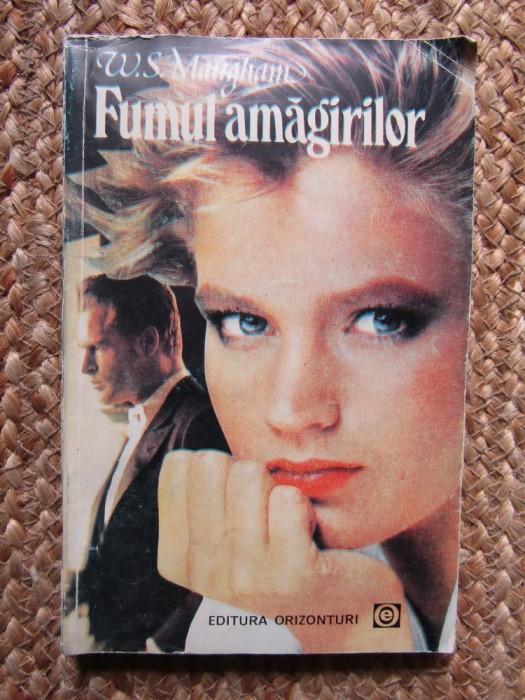 W.S. Maugham
Fumul amăgirilor
EDITURA ORIZONTURI
e